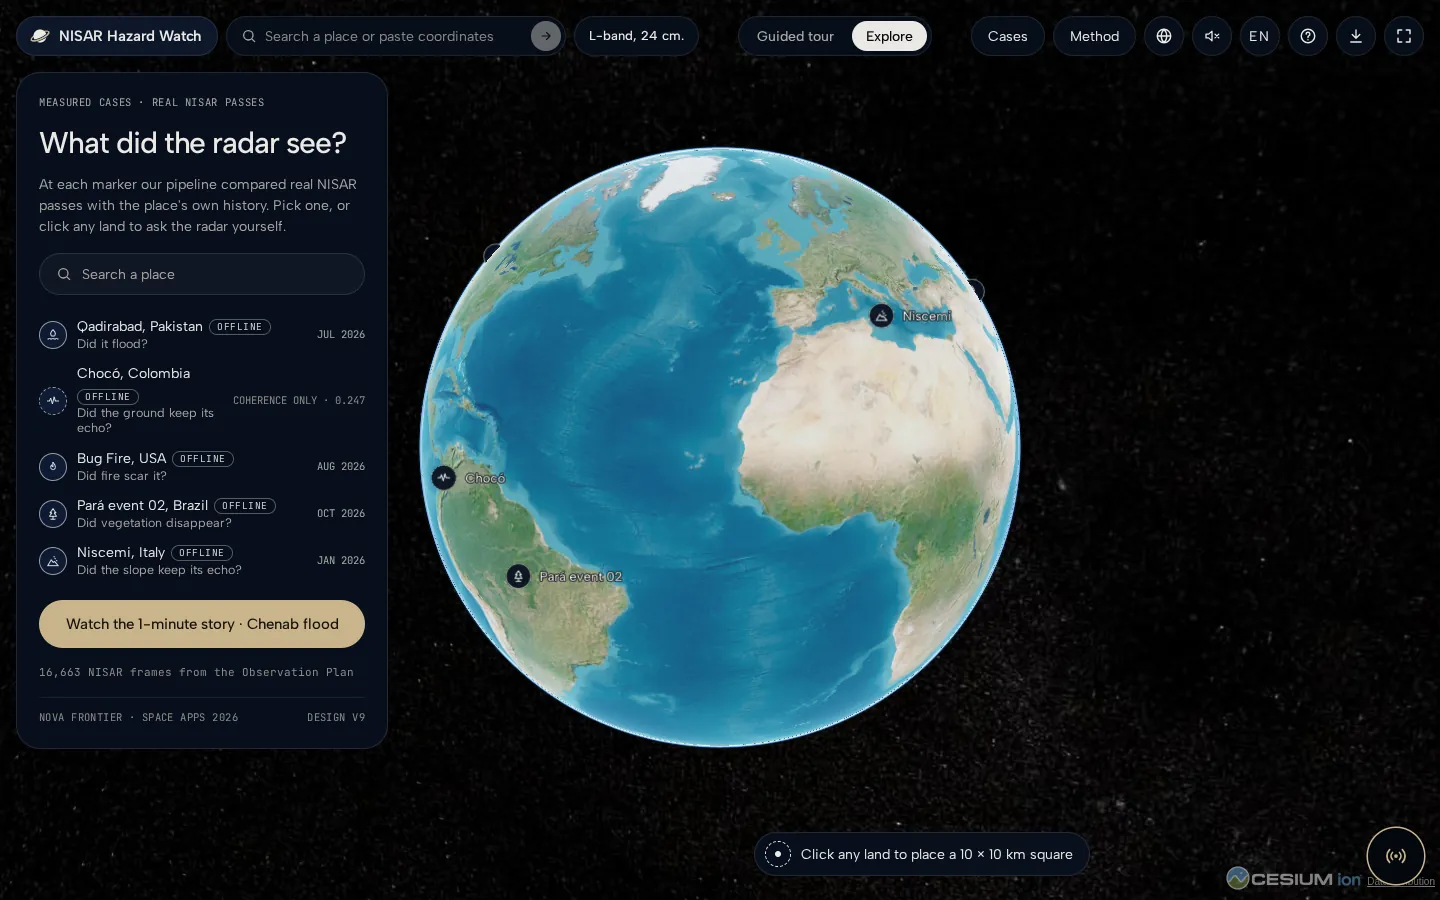 NISAR Hazard Watch
Search a place or paste coordinates
L-band, 24 cm.
Guided tour
Explore
Cases
Method
EN
MEASURED CASES · REAL NISAR PASSES
What did the radar see?
At each marker our pipeline compared real NISAR
passes with the place's own history. Pick one, or
click any land to ask the radar yourself.
Search a place
Qadirabad, Pakistan OFFLINE
Did it flood?
JUL 2026
Chocó, Colombia
OFFLINE
Did the ground keep its
echo?
COHERENCE ONLY · 0.247
Bug Fire, USA OFFLINE
Did fire scar it?
AUG 2026
Pará event 02, Brazil OFFLINE
Did vegetation disappear?
OCT 2026
Niscemi, Italy OFFLINE
Did the slope keep its echo?
JAN 2026
Watch the 1-minute story · Chenab flood
16,663 NISAR frames from the Observation Plan
NOVA FRONTIER · SPACE APPS 2026
DESIGN V9
Niscemi
Chocó
Pará event 02
Click any land to place a 10 × 10 km square
CESIUM ion